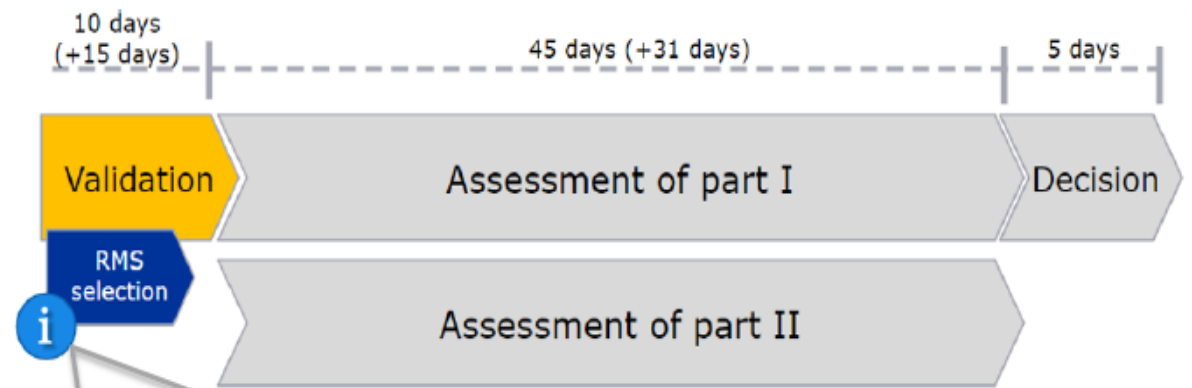 10 days
(+15 days)
45 days (+31 days)
5 days
Validation
Assessment of part I
Decision
RMS
selection
i
Assessment of part II